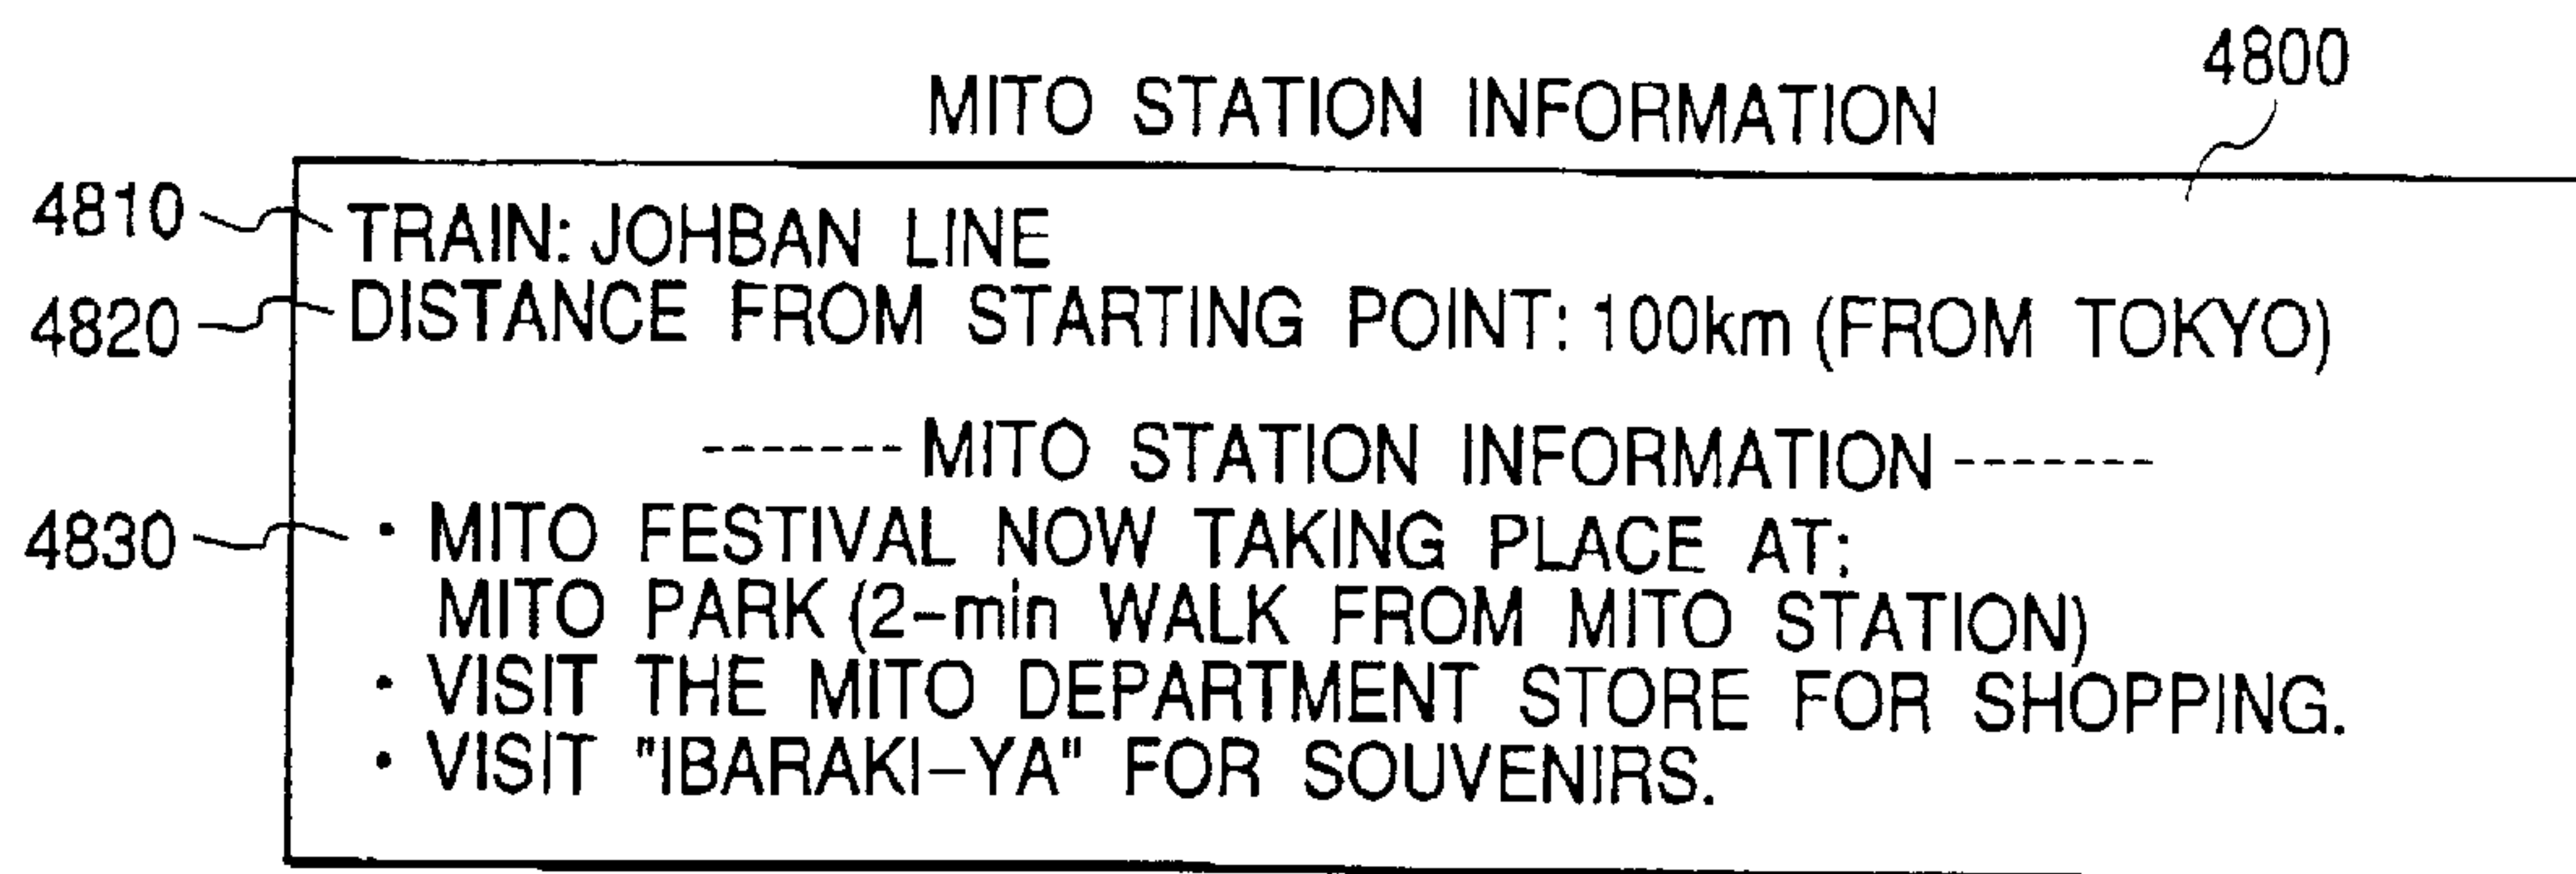 4800
MITO STATION INFORMATION
4810 TRAIN: JOHBAN LINE
4820 DISTANCE FROM STARTING POINT: 100km (FROM TOKYO)
-------MITO STATION INFORMATION-------
4830 · MITO FESTIVAL NOW TAKING PLACE AT:
MITO PARK (2-min WALK FROM MITO STATION)
· VISIT THE MITO DEPARTMENT STORE FOR SHOPPING.
· VISIT "IBARAKI-YA" FOR SOUVENIRS.